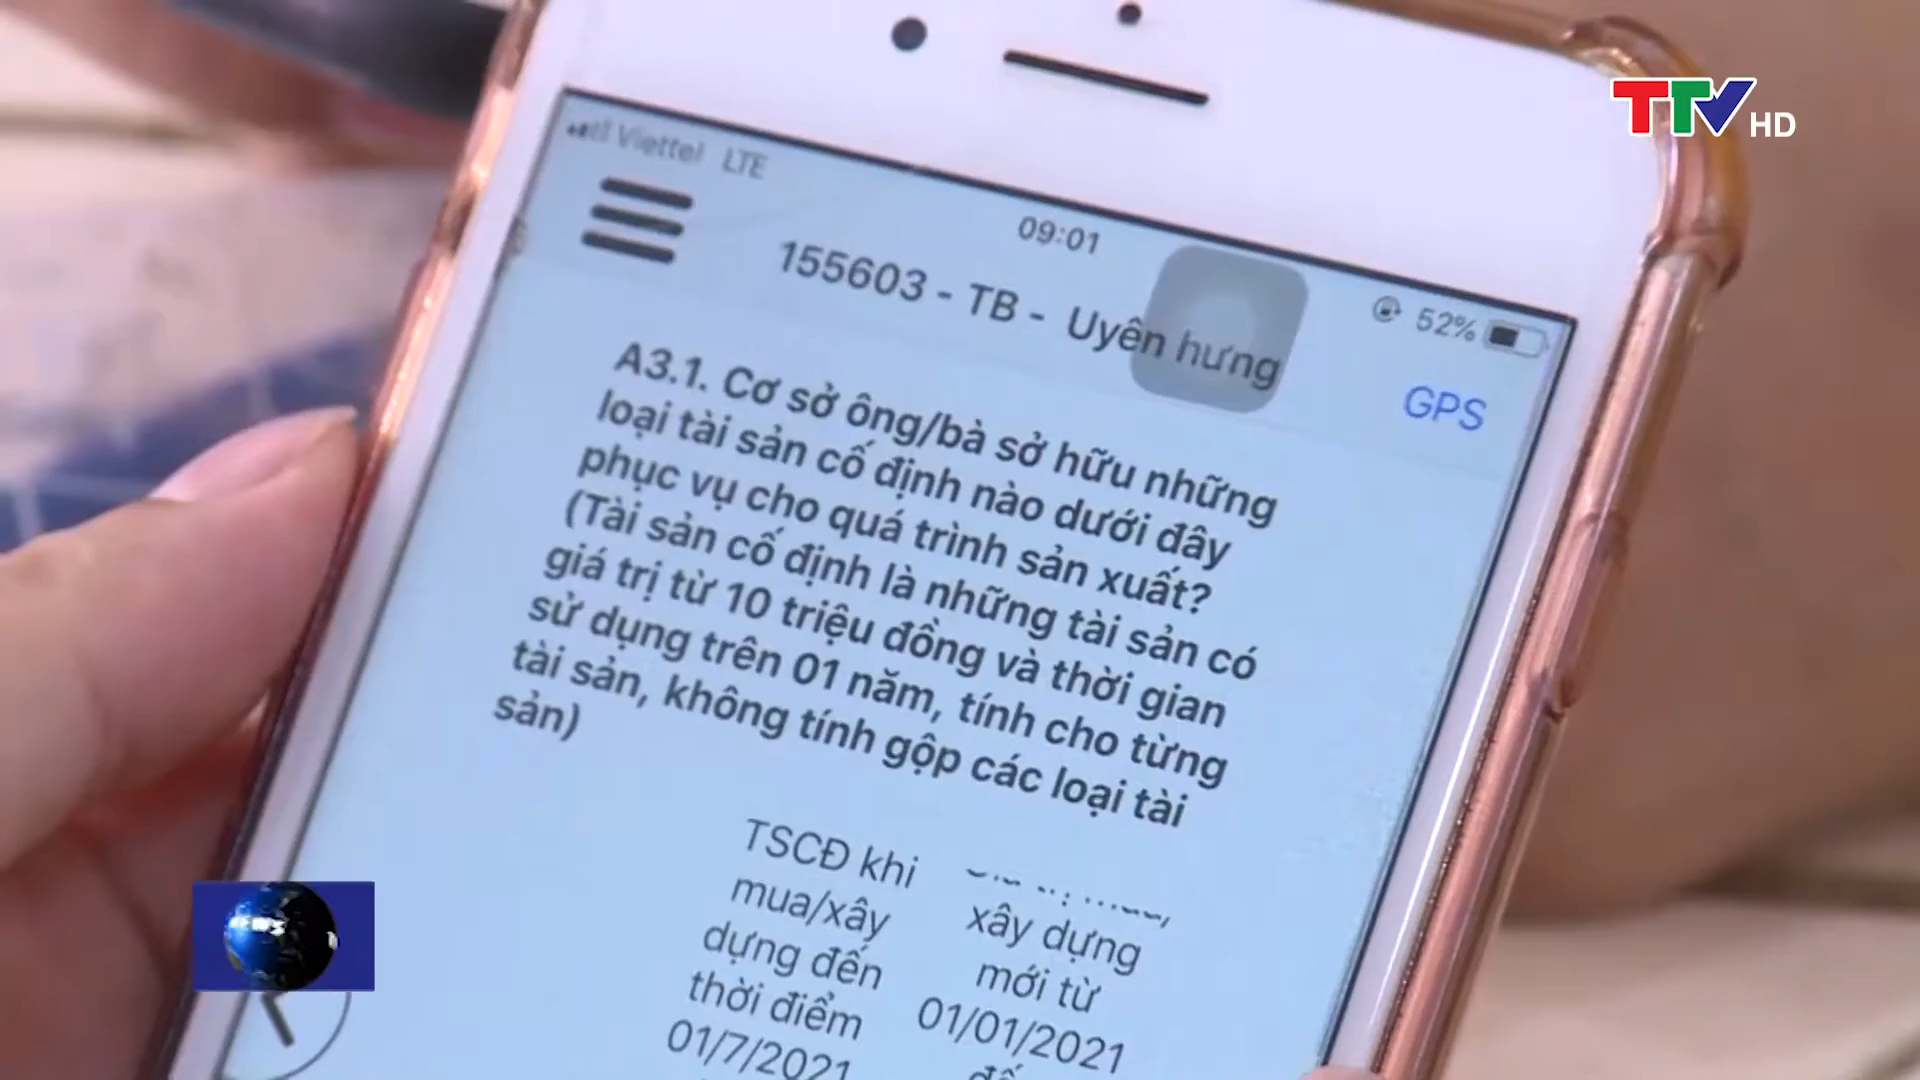 TTV HD
Viettel LTE
09:01
52%
155603 - TB - Uyên hưng
GPS
A3.1. Cơ sở ông/bà sở hữu những
loại tài sản cố định nào dưới đây
phục vụ cho quá trình sản xuất?
(Tài sản cố định là những tài sản có
giá trị từ 10 triệu đồng và thời gian
sử dụng trên 01 năm, tính cho từng
tài sản, không tính gộp các loại tài
sản)
TSCĐ khi
mua/xây
dựng đến
thời điểm
01/7/2021
xây dựng
mới từ
01/01/2021